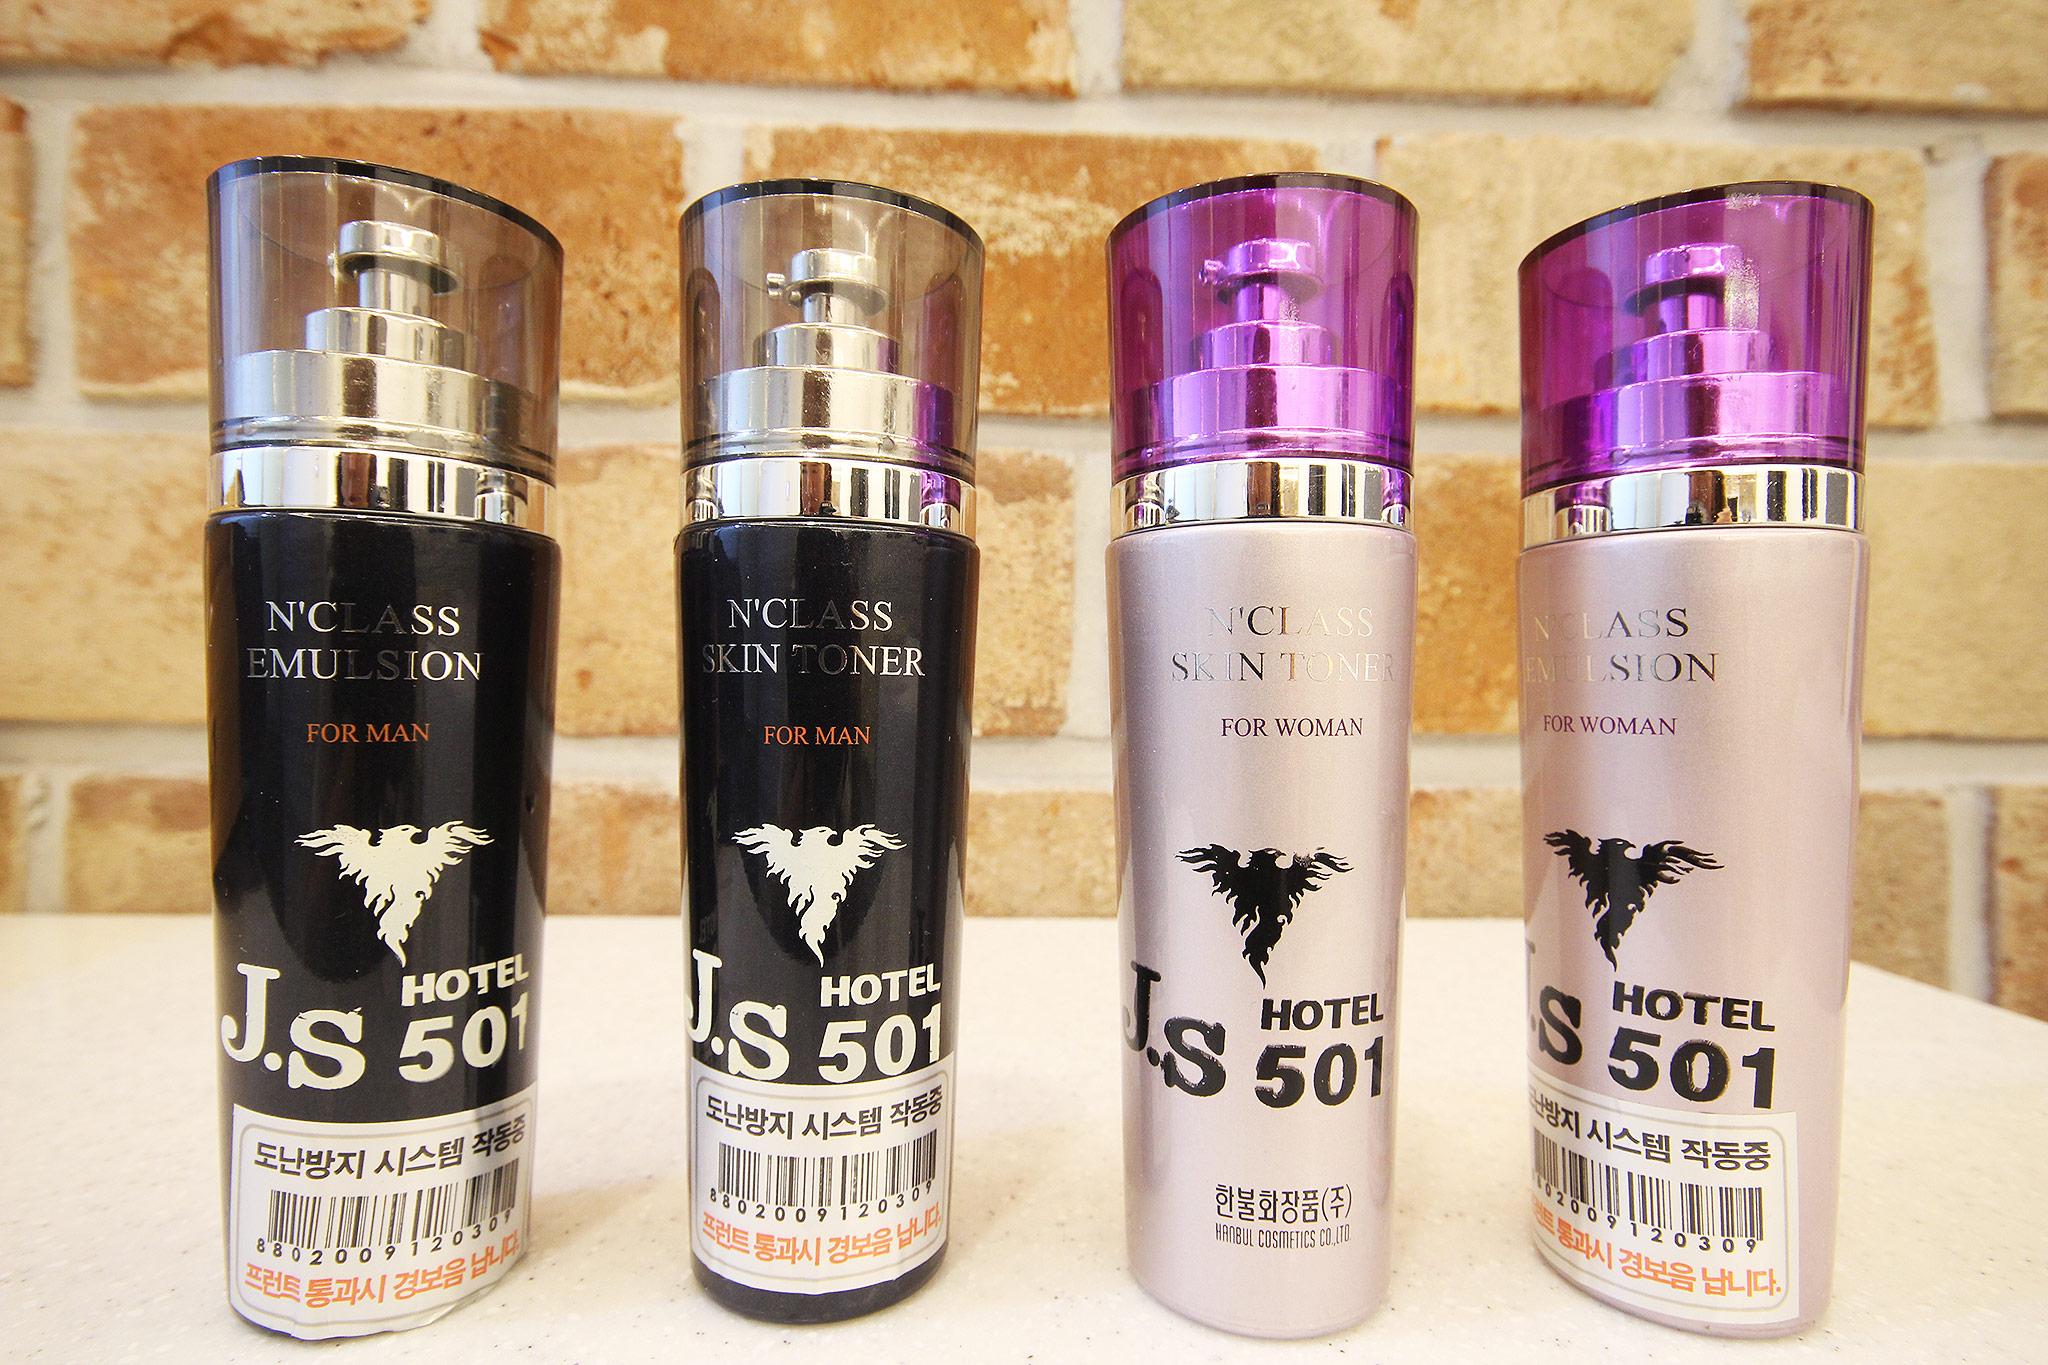 N'CLASS
EMULSION
FOR MAN
J.S HOTEL
501
도난방지 시스템 작동중
8802009120309
프런트 통과시 경보음 납니다.
N'CLASS
SKIN TONER
FOR MAN
J.S HOTEL
501
도난방지 시스템 작동중
8802009120309
프런트 통과시 경보음 납니다.
N'CLASS
SKIN TONER
FOR WOMAN
J.S HOTEL
501
한불화장품(주)
HANBUL COSMETICS CO.,LTD.
N'CLASS
EMULSION
FOR WOMAN
J.S HOTEL
501
도난방지 시스템 작동중
8802009120309
프런트 통과시 경보음 납니다.